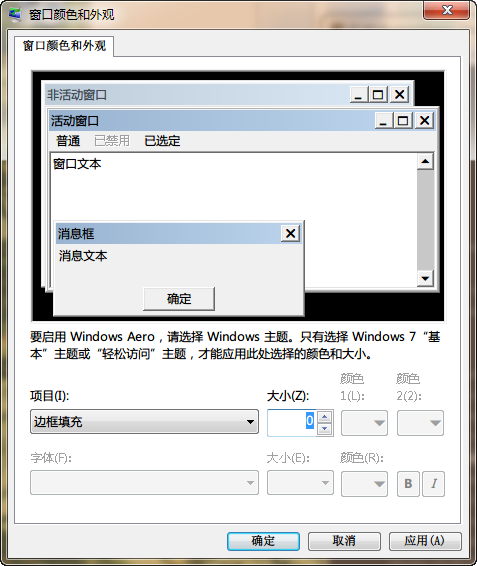 窗口颜色和外观
窗口颜色和外观
非活动窗口
活动窗口
普通 已禁用 已选定
窗口文本
消息框
消息文本
确定
要启用 Windows Aero，请选择 Windows 主题。只有选择 Windows 7“基
本”主题或“轻松访问”主题，才能应用此处选择的颜色和大小。
颜色 颜色
项目(I): 大小(Z): 1(L): 2(2):
边框填充 0
字体(F): 大小(E): 颜色(R):
B I
确定 取消 应用(A)